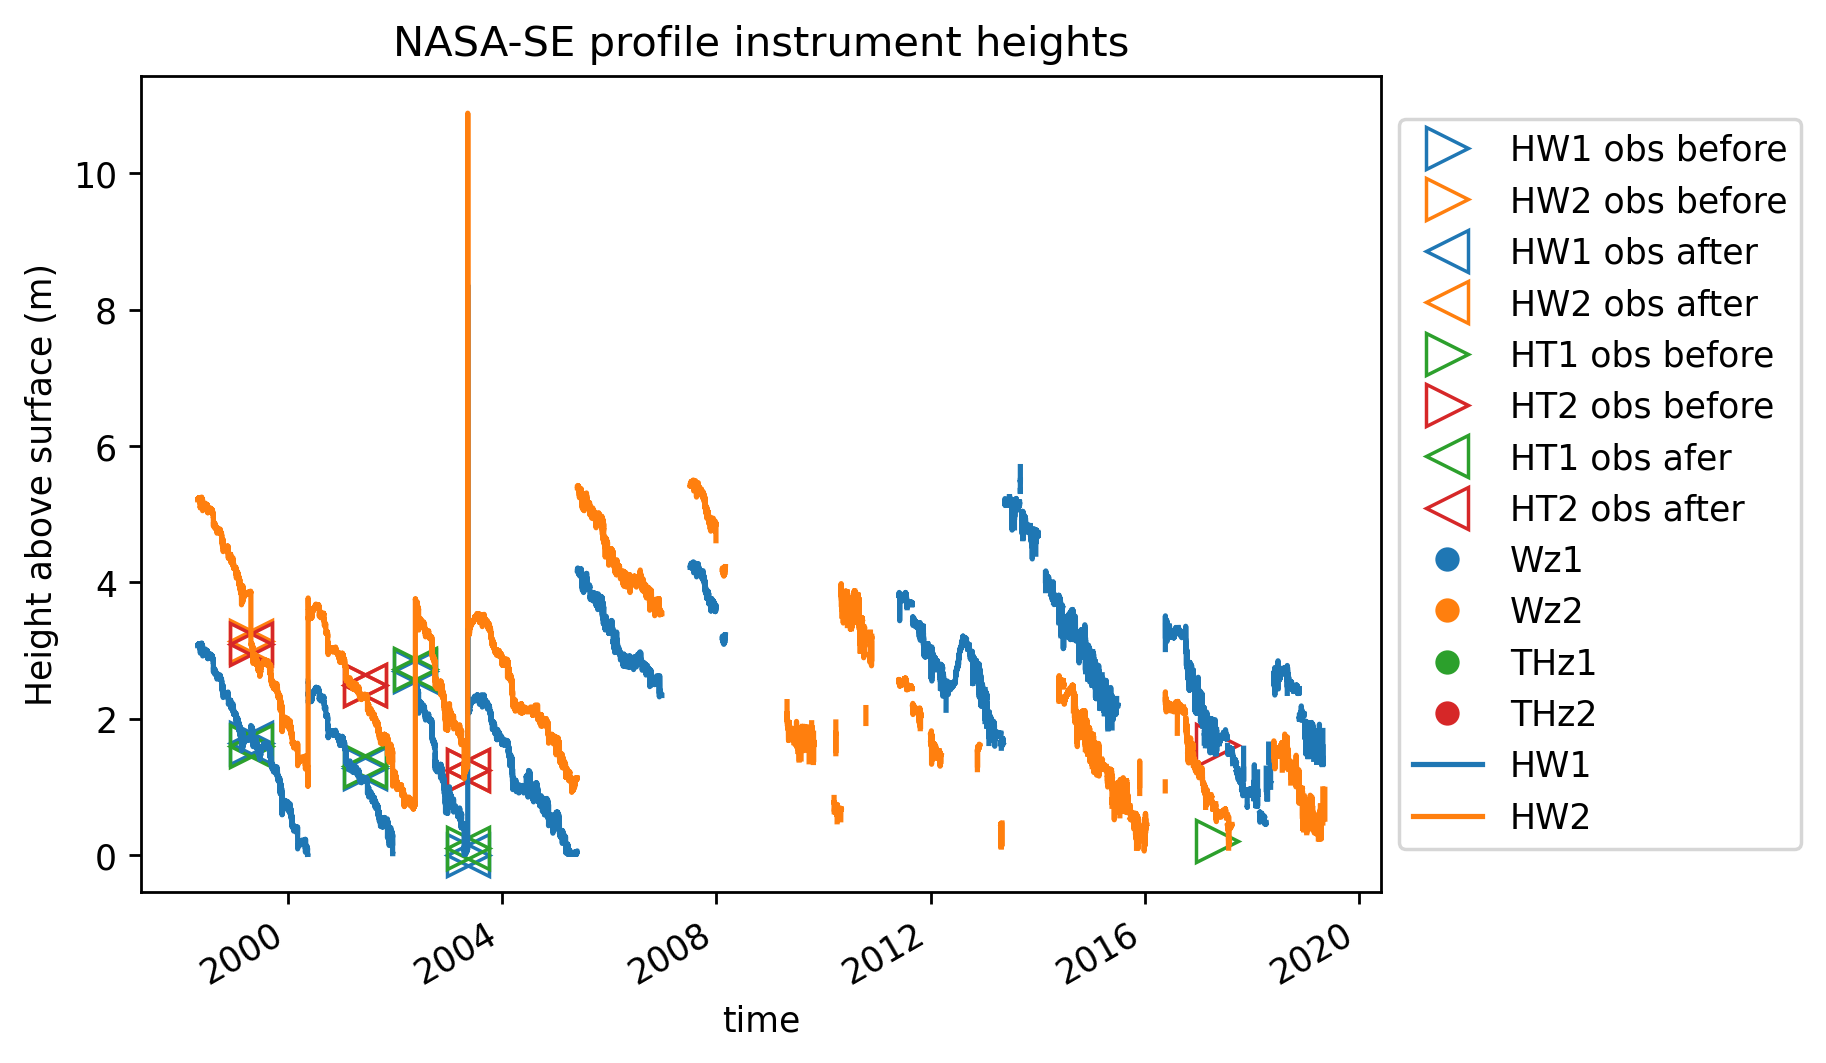 NASA-SE profile instrument heights
Height above surface (m)
10
8
6
4
2
0
2000
2004
2008
2012
2016
2020
time
HW1 obs before
HW2 obs before
HW1 obs after
HW2 obs after
HT1 obs before
HT2 obs before
HT1 obs afer
HT2 obs after
Wz1
Wz2
THz1
THz2
HW1
HW2